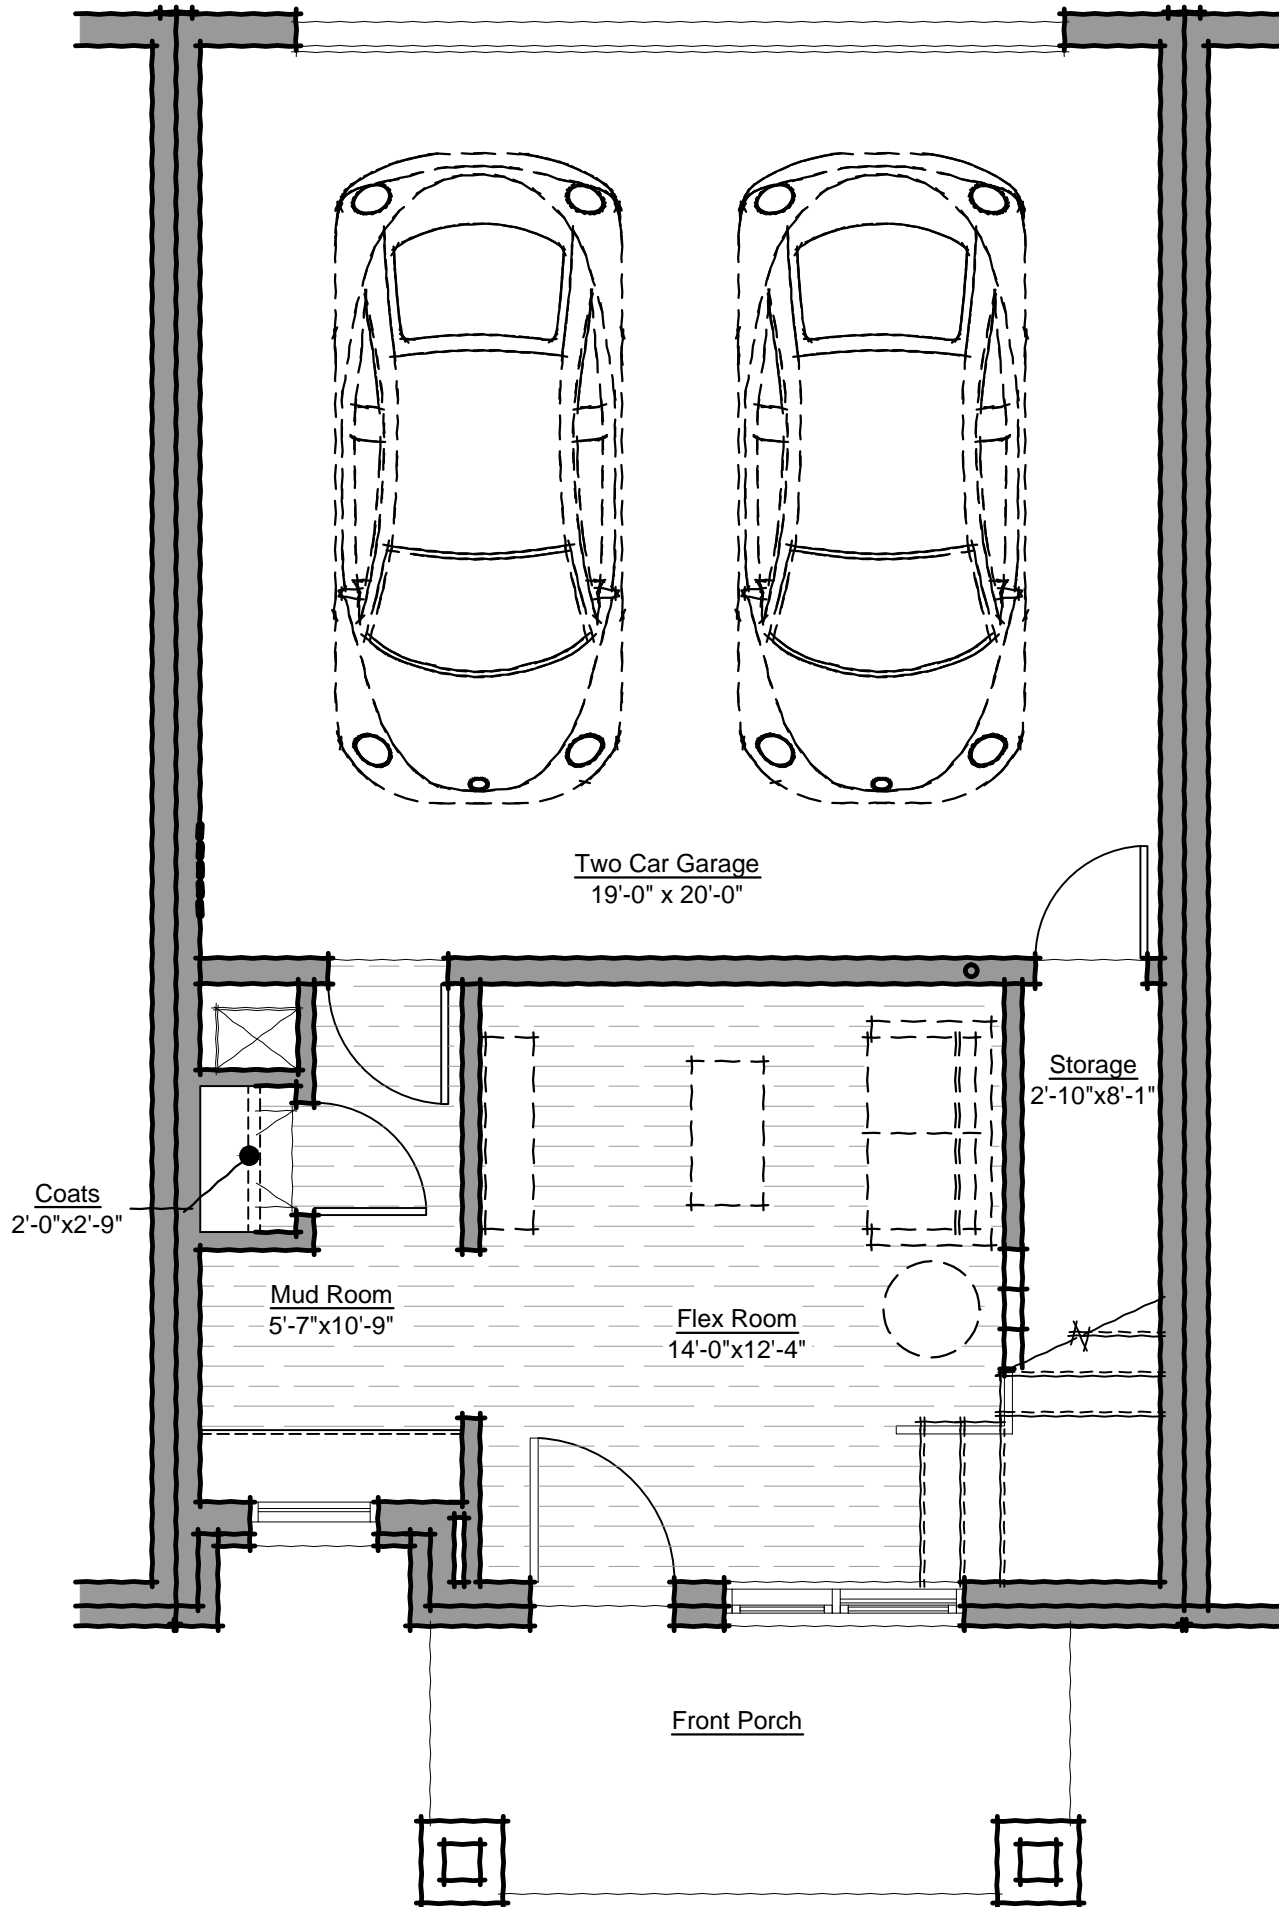 Two Car Garage
19'-0" x 20'-0"
Storage
2'-10"x8'-1"
Coats
2'-0"x2'-9"
Mud Room
5'-7"x10'-9"
Flex Room
14'-0"x12'-4"
Front Porch